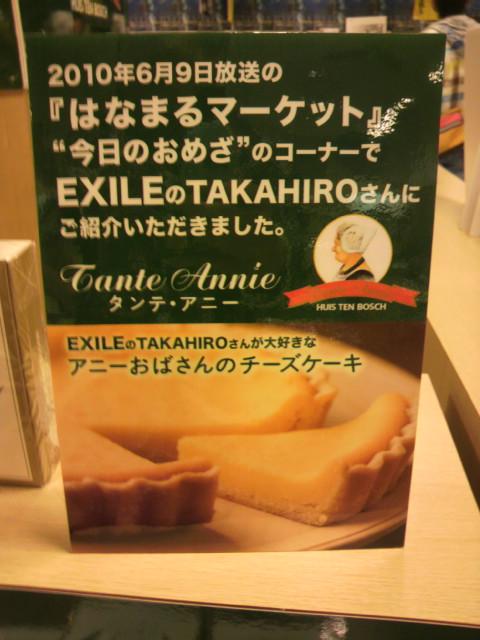 2010年6月9日放送の
『はなまるマーケット』
“今日のおめざ”のコーナーで
EXILEのTAKAHIROさんに
ご紹介いただきました。
Tante Annie
タンテ・アニー
HUIS TEN BOSCH
EXILEのTAKAHIROさんが大好きな
アニーおばさんのチーズケーキ